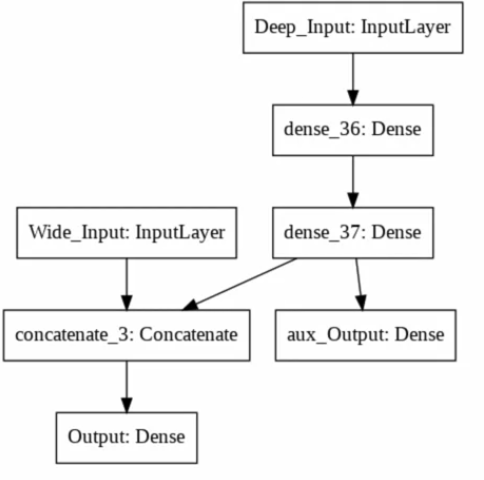 Deep_Input: InputLayer
dense_36: Dense
Wide_Input: InputLayer
dense_37: Dense
concatenate_3: Concatenate
aux_Output: Dense
Output: Dense